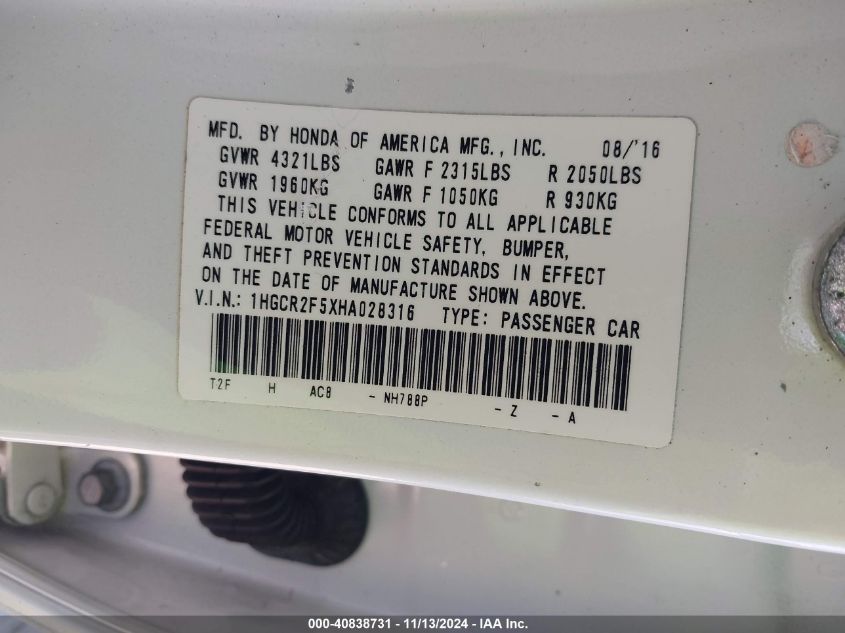 MFD. BY HONDA OF AMERICA MFG., INC. 08/'16
GVWR 4321LBS GAWR F 2315LBS R 2050LBS
GVWR 1960KG GAWR F 1050KG R 930KG
THIS VEHICLE CONFORMS TO ALL APPLICABLE
FEDERAL MOTOR VEHICLE SAFETY, BUMPER,
AND THEFT PREVENTION STANDARDS IN EFFECT
ON THE DATE OF MANUFACTURE SHOWN ABOVE.
V.I.N.: 1HGCR2F5XHA028316 TYPE: PASSENGER CAR
T2F H AC8 - NH788P - Z - A
000-40838731 - 11/13/2024 - IAA Inc.